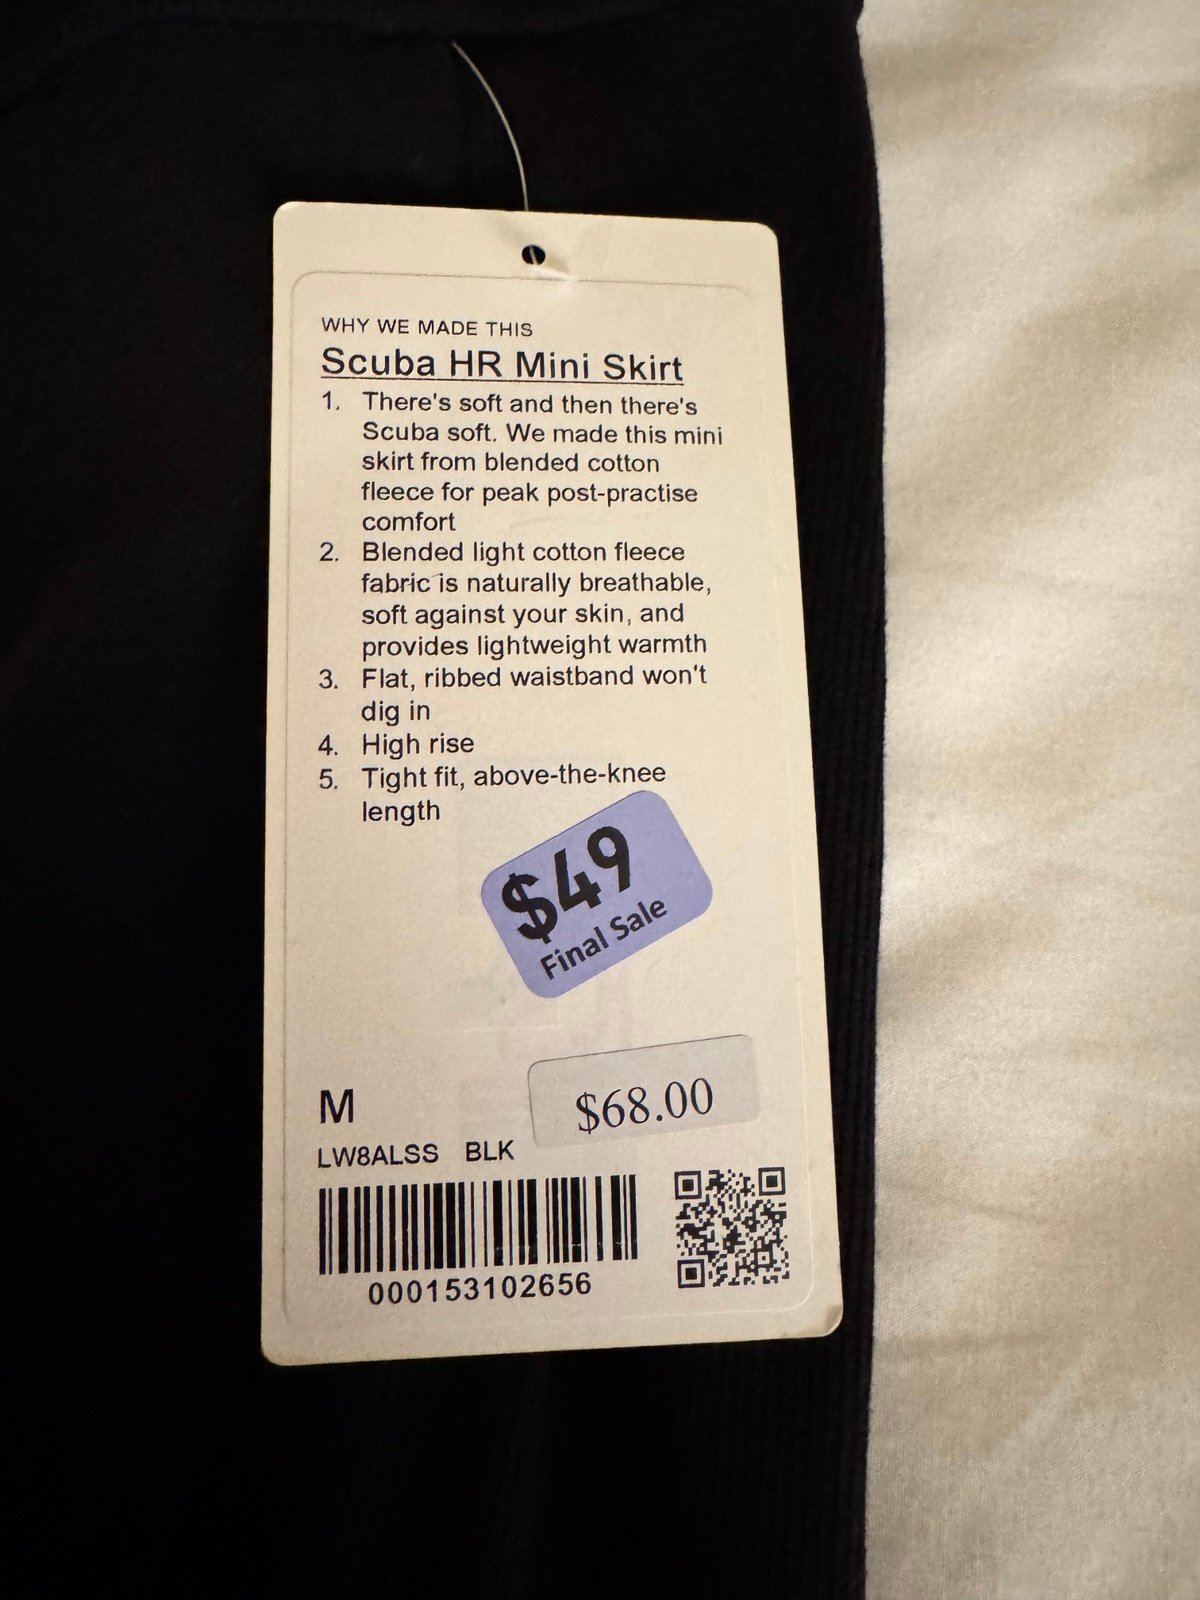 WHY WE MADE THIS
Scuba HR Mini Skirt
1. There's soft and then there's
Scuba soft. We made this mini
skirt from blended cotton
fleece for peak post-practise
comfort
2. Blended light cotton fleece
fabric is naturally breathable,
soft against your skin, and
provides lightweight warmth
3. Flat, ribbed waistband won't
dig in
4. High rise
5. Tight fit, above-the-knee
length
$49
Final Sale
M
$68.00
LW8ALSS BLK
000153102656